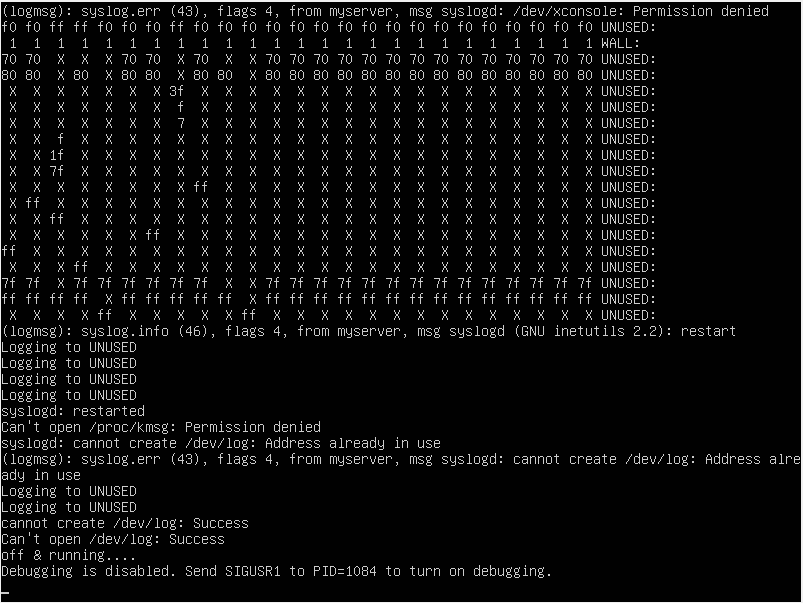 (logmsg): syslog.err (43), flags 4, from myserver, msg syslogd: /dev/xconsole: Permission denied
f0 f0 ff ff f0 f0 f0 ff f0 ff f0 f0 f0 f0 f0 f0 f0 f0 f0 f0 f0 f0 f0 f0 f0 UNUSED:
1 1 1 1 1 1 1 1 1 1 1 1 1 1 1 1 1 1 1 1 1 1 1 1 1 WALL:
70 70 X X X 70 70 X 70 X X 70 70 70 70 70 70 70 70 70 70 70 70 70 70 UNUSED:
80 80 X 80 X 80 80 X 80 80 X 80 80 80 80 80 80 80 80 80 80 80 80 80 80 UNUSED:
X X X X X X X 3f X X X X X X X X X X X X X X X X X UNUSED:
X X X X X X X f X X X X X X X X X X X X X X X X X UNUSED:
X X X X X X X 7 X X X X X X X X X X X X X X X X X UNUSED:
X X f X X X X X X X X X X X X X X X X X X X X X X UNUSED:
X X 1f X X X X X X X X X X X X X X X X X X X X X X UNUSED:
X X 7f X X X X X X X X X X X X X X X X X X X X X X UNUSED:
X X X X X X X X ff X X X X X X X X X X X X X X X X UNUSED:
X ff X X X X X X X X X X X X X X X X X X X X X X X UNUSED:
X X ff X X X X X X X X X X X X X X X X X X X X X X UNUSED:
X X X X X X ff X X X X X X X X X X X X X X X X X X UNUSED:
ff X X X X X X X X X X X X X X X X X X X X X X X X UNUSED:
X X X ff X X X X X X X X X X X X X X X X X X X X X UNUSED:
7f 7f X 7f 7f 7f 7f 7f 7f X X 7f 7f 7f 7f 7f 7f 7f 7f 7f 7f 7f 7f 7f 7f UNUSED:
ff ff ff ff X ff ff ff ff ff X ff ff ff ff ff ff ff ff ff ff ff ff ff ff UNUSED:
X X X X ff X X X X X ff X X X X X X X X X X X X X X UNUSED:
(logmsg): syslog.info (46), flags 4, from myserver, msg syslogd (GNU inetutils 2.2): restart
Logging to UNUSED
Logging to UNUSED
Logging to UNUSED
Logging to UNUSED
syslogd: restarted
Can't open /proc/kmsg: Permission denied
syslogd: cannot create /dev/log: Address already in use
(logmsg): syslog.err (43), flags 4, from myserver, msg syslogd: cannot create /dev/log: Address alre
ady in use
Logging to UNUSED
Logging to UNUSED
cannot create /dev/log: Success
Can't open /dev/log: Success
off & running....
Debugging is disabled. Send SIGUSR1 to PID=1084 to turn on debugging.
_